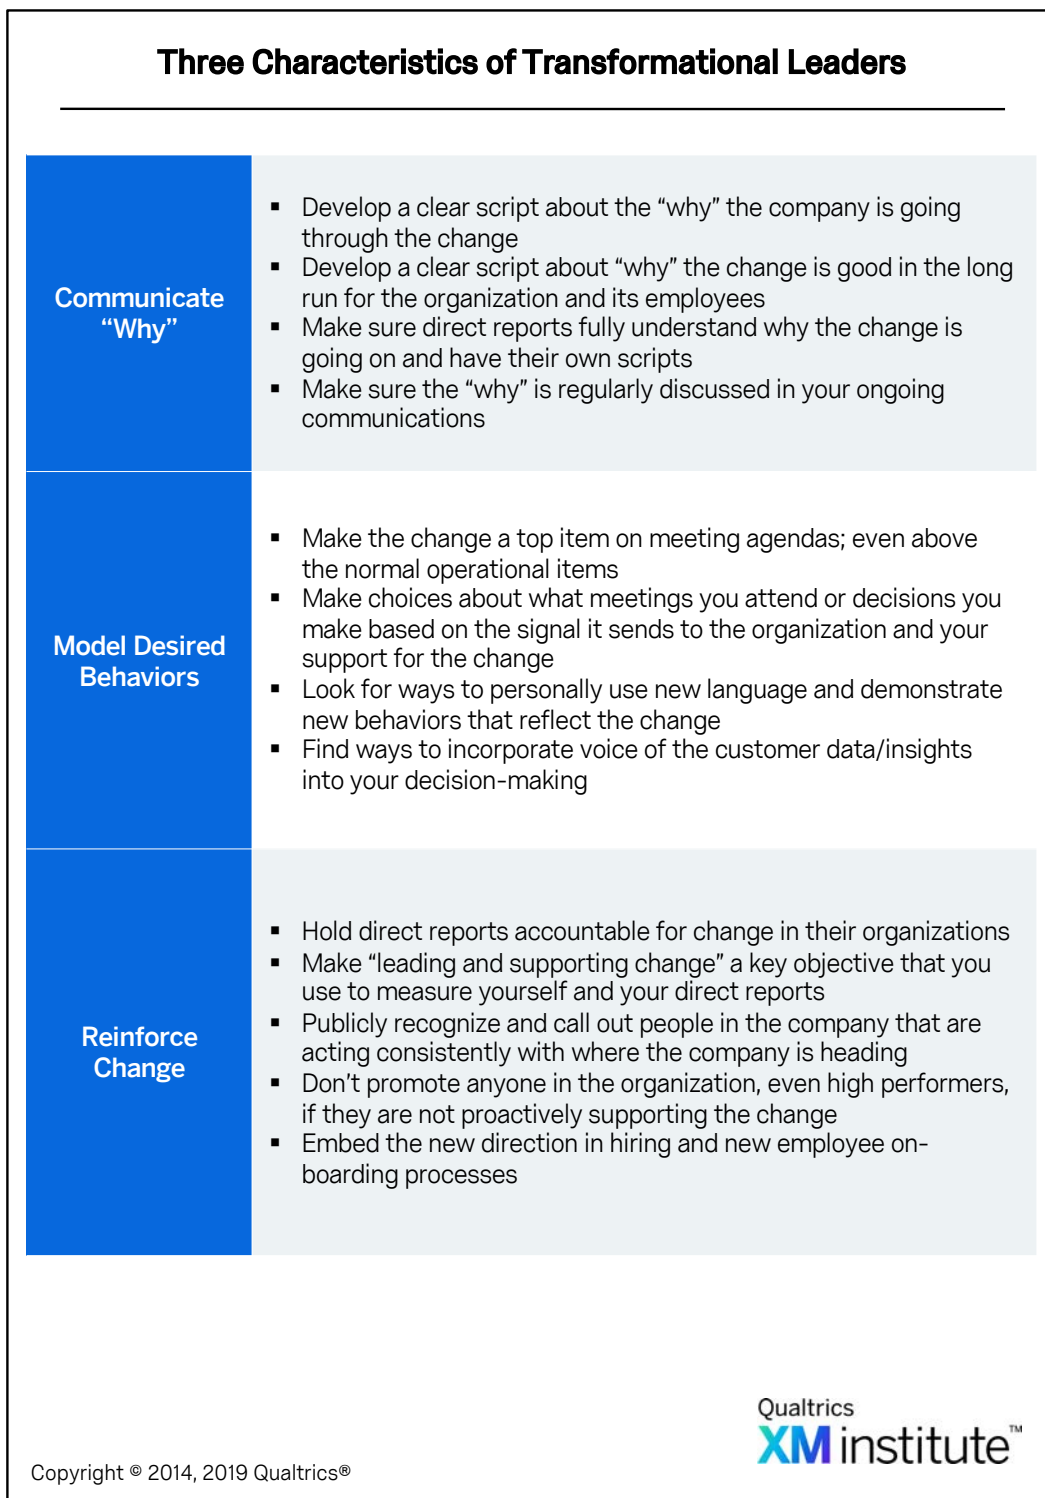 Three Characteristics of Transformational Leaders
Communicate
“Why”
▪ Develop a clear script about the “why” the company is going
through the change
▪ Develop a clear script about “why” the change is good in the long
run for the organization and its employees
▪ Make sure direct reports fully understand why the change is
going on and have their own scripts
▪ Make sure the “why” is regularly discussed in your ongoing
communications
Model Desired
Behaviors
▪ Make the change a top item on meeting agendas; even above
the normal operational items
▪ Make choices about what meetings you attend or decisions you
make based on the signal it sends to the organization and your
support for the change
▪ Look for ways to personally use new language and demonstrate
new behaviors that reflect the change
▪ Find ways to incorporate voice of the customer data/insights
into your decision-making
Reinforce
Change
▪ Hold direct reports accountable for change in their organizations
▪ Make “leading and supporting change” a key objective that you
use to measure yourself and your direct reports
▪ Publicly recognize and call out people in the company that are
acting consistently with where the company is heading
▪ Don’t promote anyone in the organization, even high performers,
if they are not proactively supporting the change
▪ Embed the new direction in hiring and new employee on-
boarding processes
Qualtrics
XM institute™
Copyright © 2014, 2019 Qualtrics®